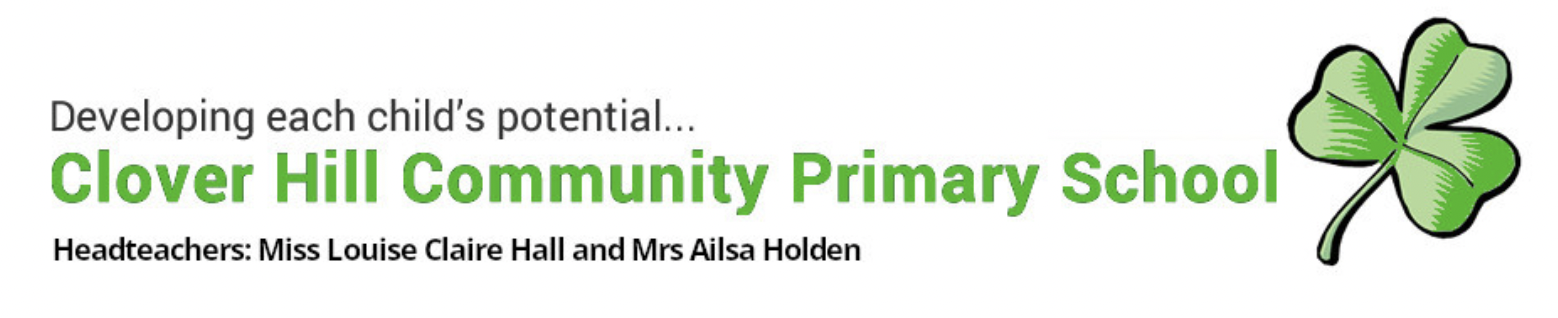 Developing each child's potential...
Clover Hill Community Primary School
Headteachers: Miss Louise Claire Hall and Mrs Ailsa Holden